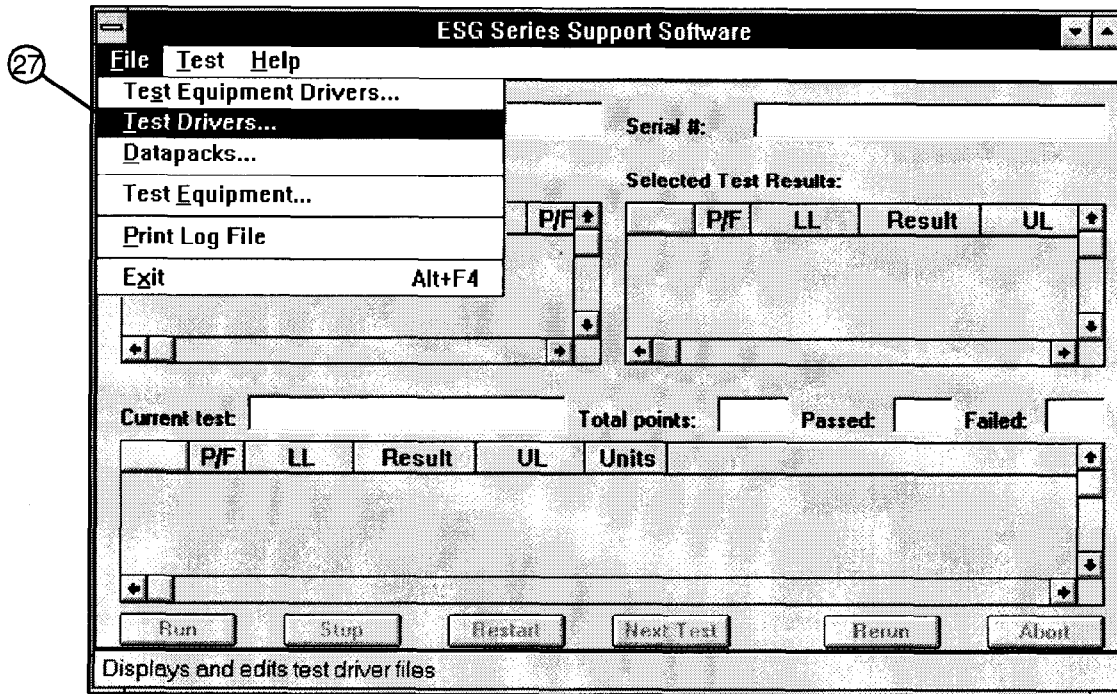 ESG Series Support Software
27
File Test Help
Test Equipment Drivers...
Test Drivers...
Datapacks...
Test Equipment...
Print Log File
Exit Alt+F4
Serial #:
Selected Test Results:
P/F
P/F LL Result UL
Current test: Total points: Passed: Failed:
P/F LL Result UL Units
Run Stop Restart Next Test Rerun Abort
Displays and edits test driver files